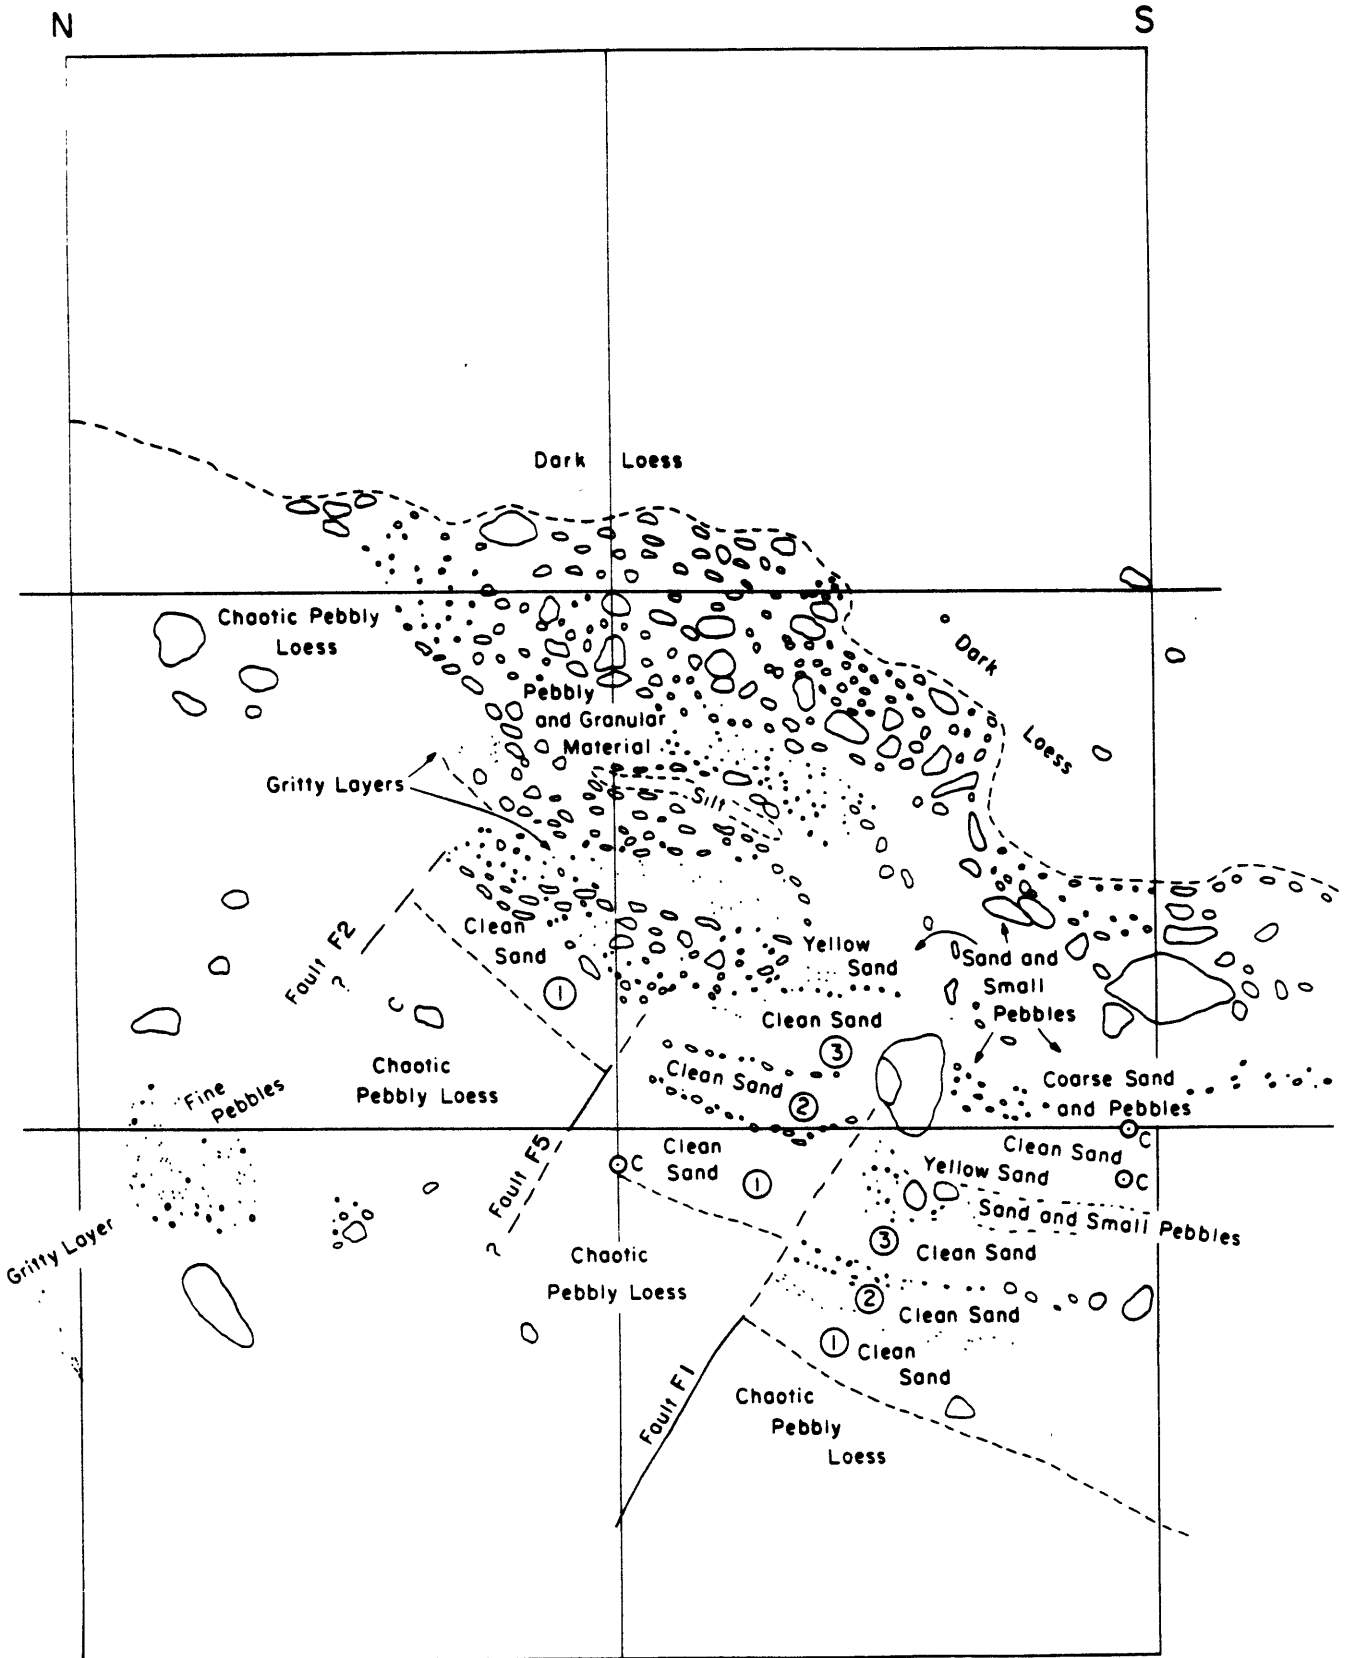 N
S
Dark Loess
Chaotic Pebbly
Loess
Dark
Loess
Pebbly
and Granular
Material
Gritty Layers
Silt
Clean
Sand
1
Fault F2
?
C
Yellow
Sand
Sand and
Small
Pebbles
Clean Sand
3
Clean Sand
2
Chaotic
Pebbly Loess
Fine
Pebbles
Coarse Sand
and Pebbles
C
Clean Sand
C
Yellow Sand
Sand and Small Pebbles
Clean
Sand
1
C
Fault F5
?
Gritty Layer
3
Clean Sand
Chaotic
Pebbly Loess
2
Clean Sand
1
Clean
Sand
Fault F1
Chaotic
Pebbly
Loess